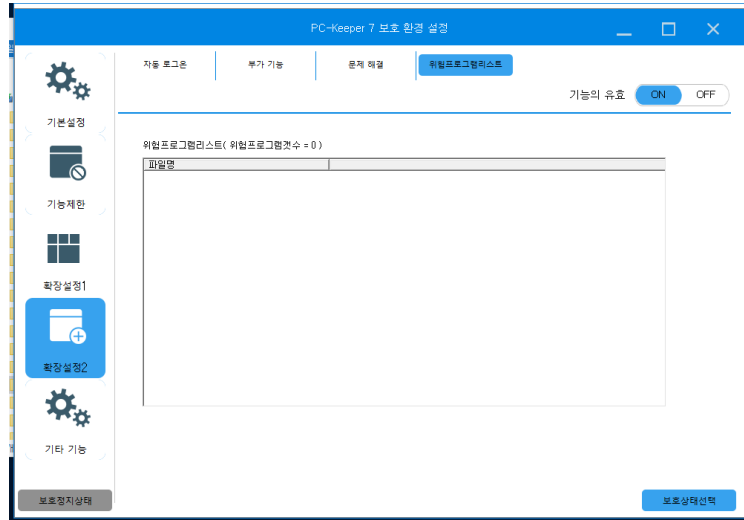 PC-Keeper 7 보호 환경 설정
자동 로그온 부가 기능 문제 해결 위험프로그램리스트
기능의 유효 ON OFF
기본설정
위험프로그램리스트( 위험프로그램갯수 = 0 )
파일명
기능제한
확장설정1
확장설정2
기타 기능
보호정지상태 보호상태선택